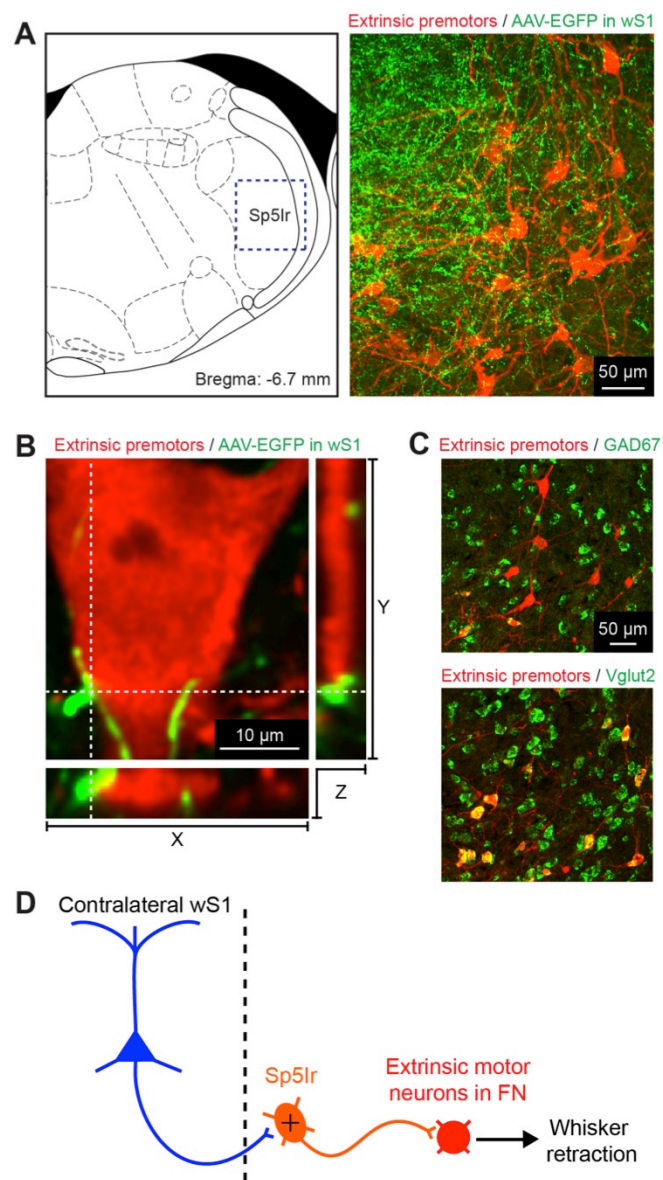 A
Extrinsic premotors / AAV-EGFP in wS1
Sp5Ir
Bregma: -6.7 mm
50 µm
B
Extrinsic premotors / AAV-EGFP in wS1
10 µm
Y
Z
X
C
Extrinsic premotors / GAD67
50 µm
Extrinsic premotors / Vglut2
D
Contralateral wS1
Sp5Ir
+
Extrinsic motor
neurons in FN
Whisker
retraction